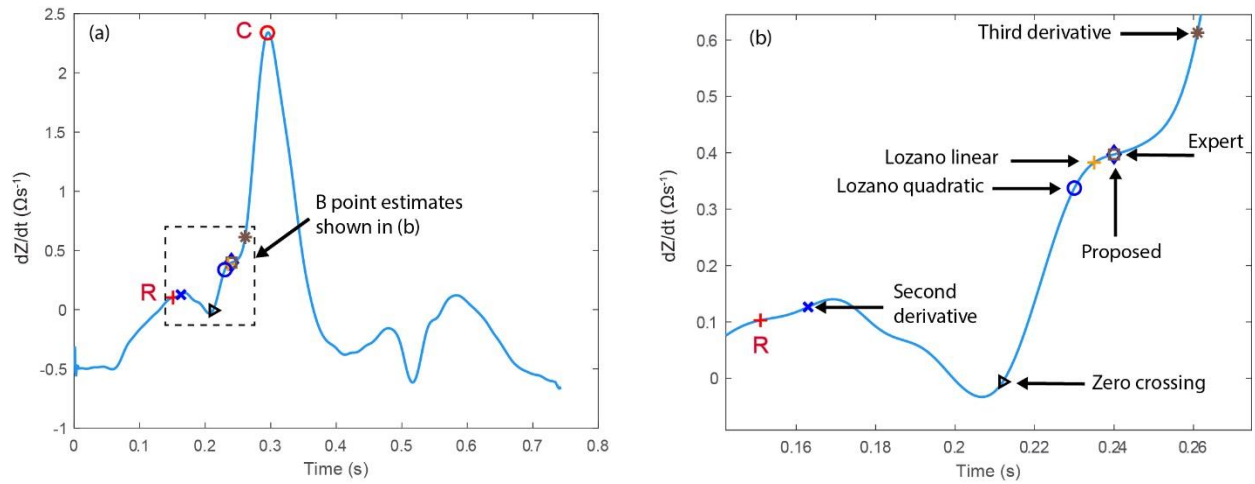 (a)
C
R
B point estimates
shown in (b)
dZ/dt (Ωs⁻¹)
2.5
2
1.5
1
0.5
0
-0.5
-1
0
0.1
0.2
0.3
0.4
0.5
0.6
0.7
0.8
Time (s)
(b)
Third derivative
Expert
Lozano linear
Lozano quadratic
Proposed
Second
derivative
R
Zero crossing
dZ/dt (Ωs⁻¹)
0.6
0.5
0.4
0.3
0.2
0.1
0
0.16
0.18
0.2
0.22
0.24
0.26
Time (s)